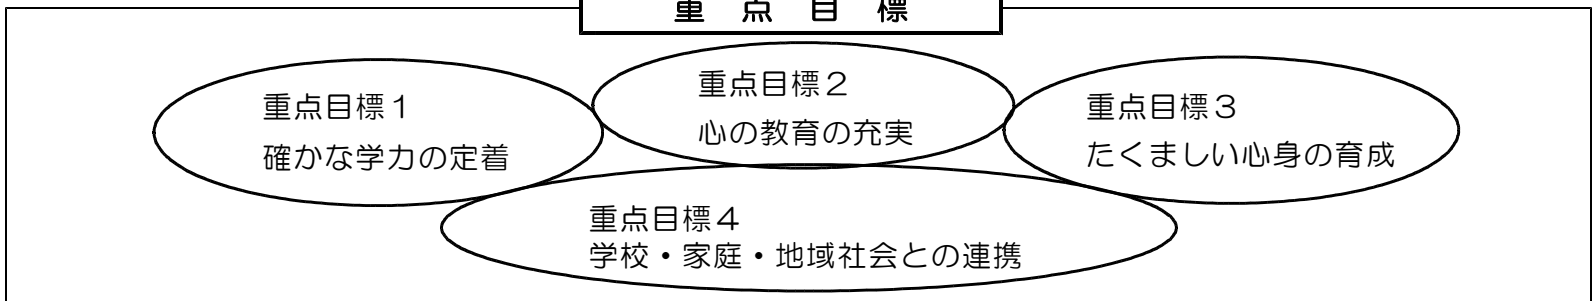 重点目標
重点目標１
確かな学力の定着
重点目標２
心の教育の充実
重点目標３
たくましい心身の育成
重点目標４
学校・家庭・地域社会との連携